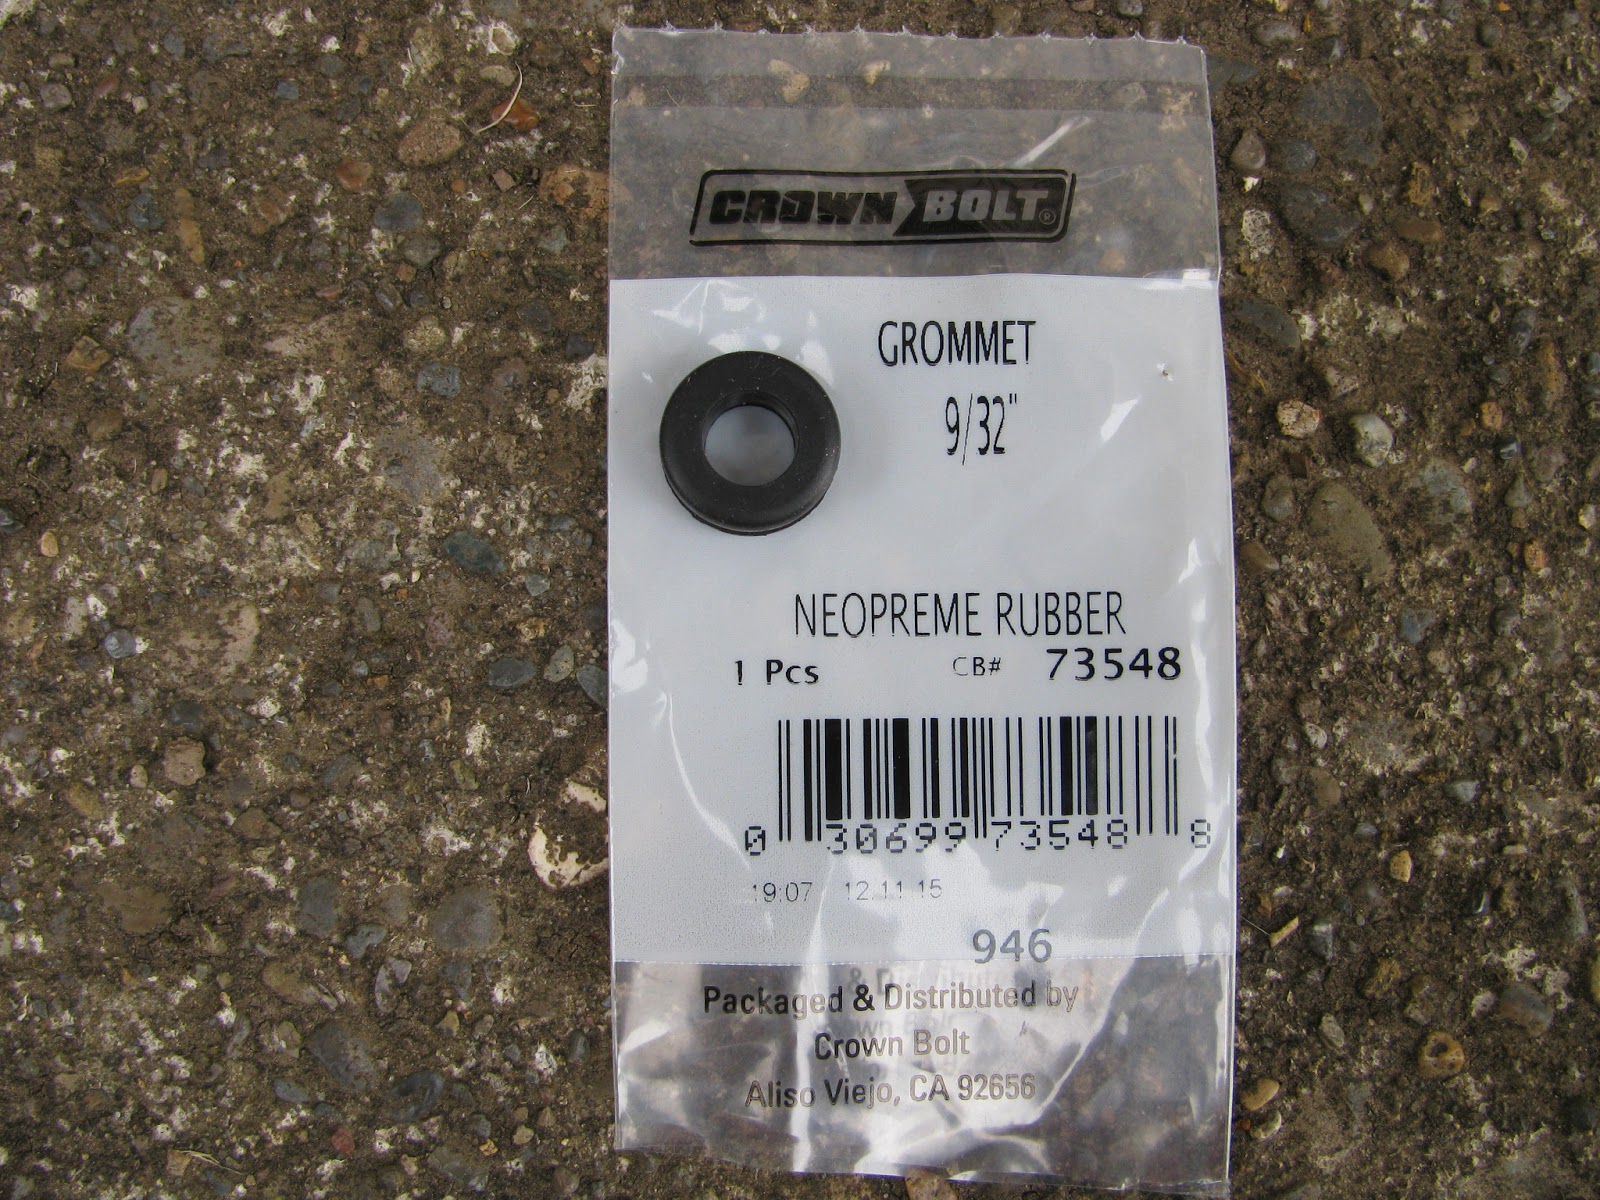 CROWN BOLT®
GROMMET
9/32"
NEOPREME RUBBER
1 Pcs CB# 73548
0 30699 73548 8
19:07 12.11.15
946
Packaged & Distributed by
Crown Bolt
Aliso Viejo, CA 92656